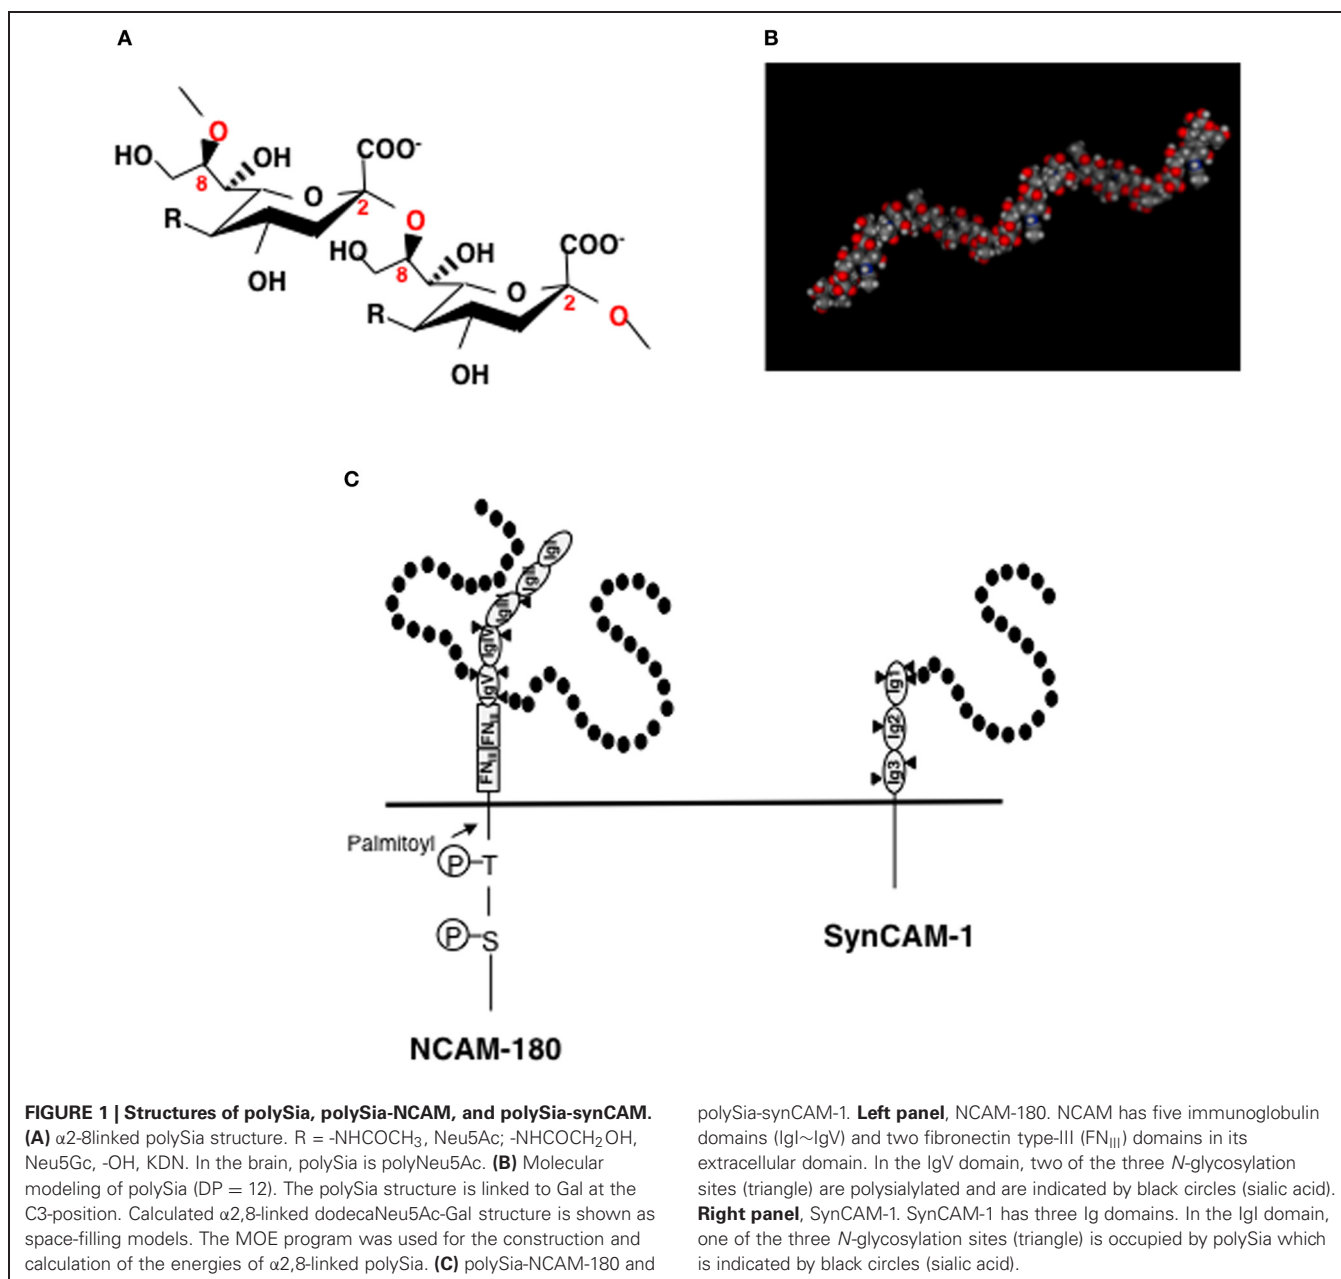 A
B
O
HO
OH
COO-
8
O
2
R
O
HO
OH
COO-
OH
8
O
2
R
O
OH
C
IgI
IgII
IgIII
IgIV
IgV
FNIII
FNIII
Ig1
Ig2
Ig3
Palmitoyl
P-T
P-S
SynCAM-1
NCAM-180
FIGURE 1 | Structures of polySia, polySia-NCAM, and polySia-synCAM.
(A) α2-8linked polySia structure. R = -NHCOCH3, Neu5Ac; -NHCOCH2OH,
Neu5Gc, -OH, KDN. In the brain, polySia is polyNeu5Ac. (B) Molecular
modeling of polySia (DP = 12). The polySia structure is linked to Gal at the
C3-position. Calculated α2,8-linked dodecaNeu5Ac-Gal structure is shown as
space-filling models. The MOE program was used for the construction and
calculation of the energies of α2,8-linked polySia. (C) polySia-NCAM-180 and
polySia-synCAM-1. Left panel, NCAM-180. NCAM has five immunoglobulin
domains (IgI~IgV) and two fibronectin type-III (FNIII) domains in its
extracellular domain. In the IgV domain, two of the three N-glycosylation
sites (triangle) are polysialylated and are indicated by black circles (sialic acid).
Right panel, SynCAM-1. SynCAM-1 has three Ig domains. In the IgI domain,
one of the three N-glycosylation sites (triangle) is occupied by polySia which
is indicated by black circles (sialic acid).